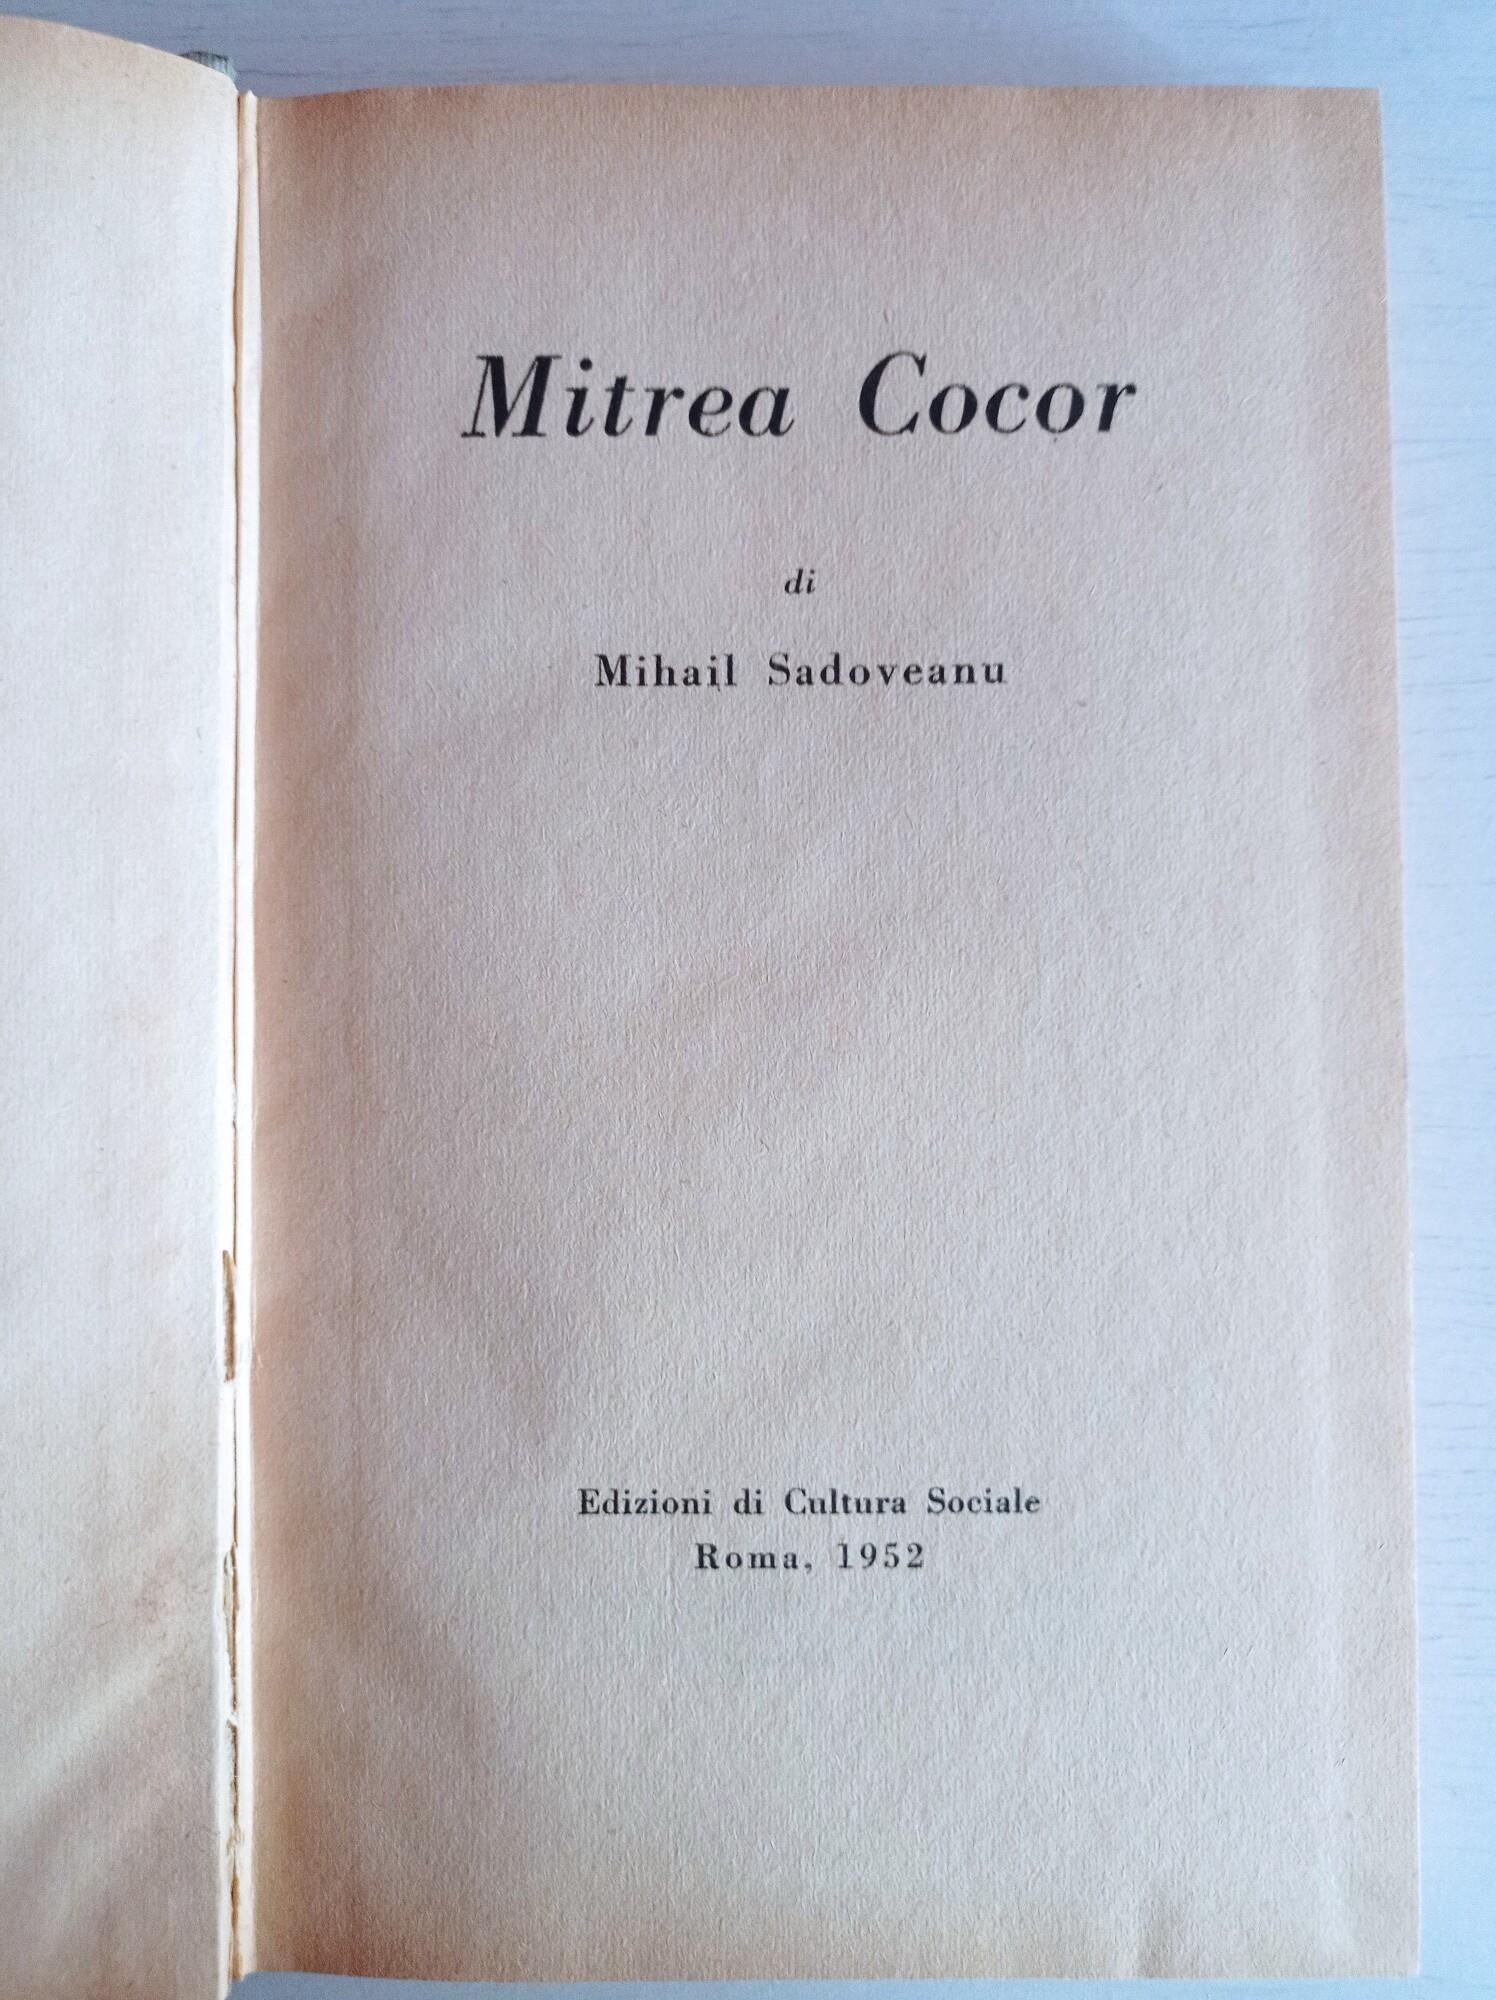 Mitrea Cocor
di
Mihail Sadoveanu
Edizioni di Cultura Sociale
Roma, 1952